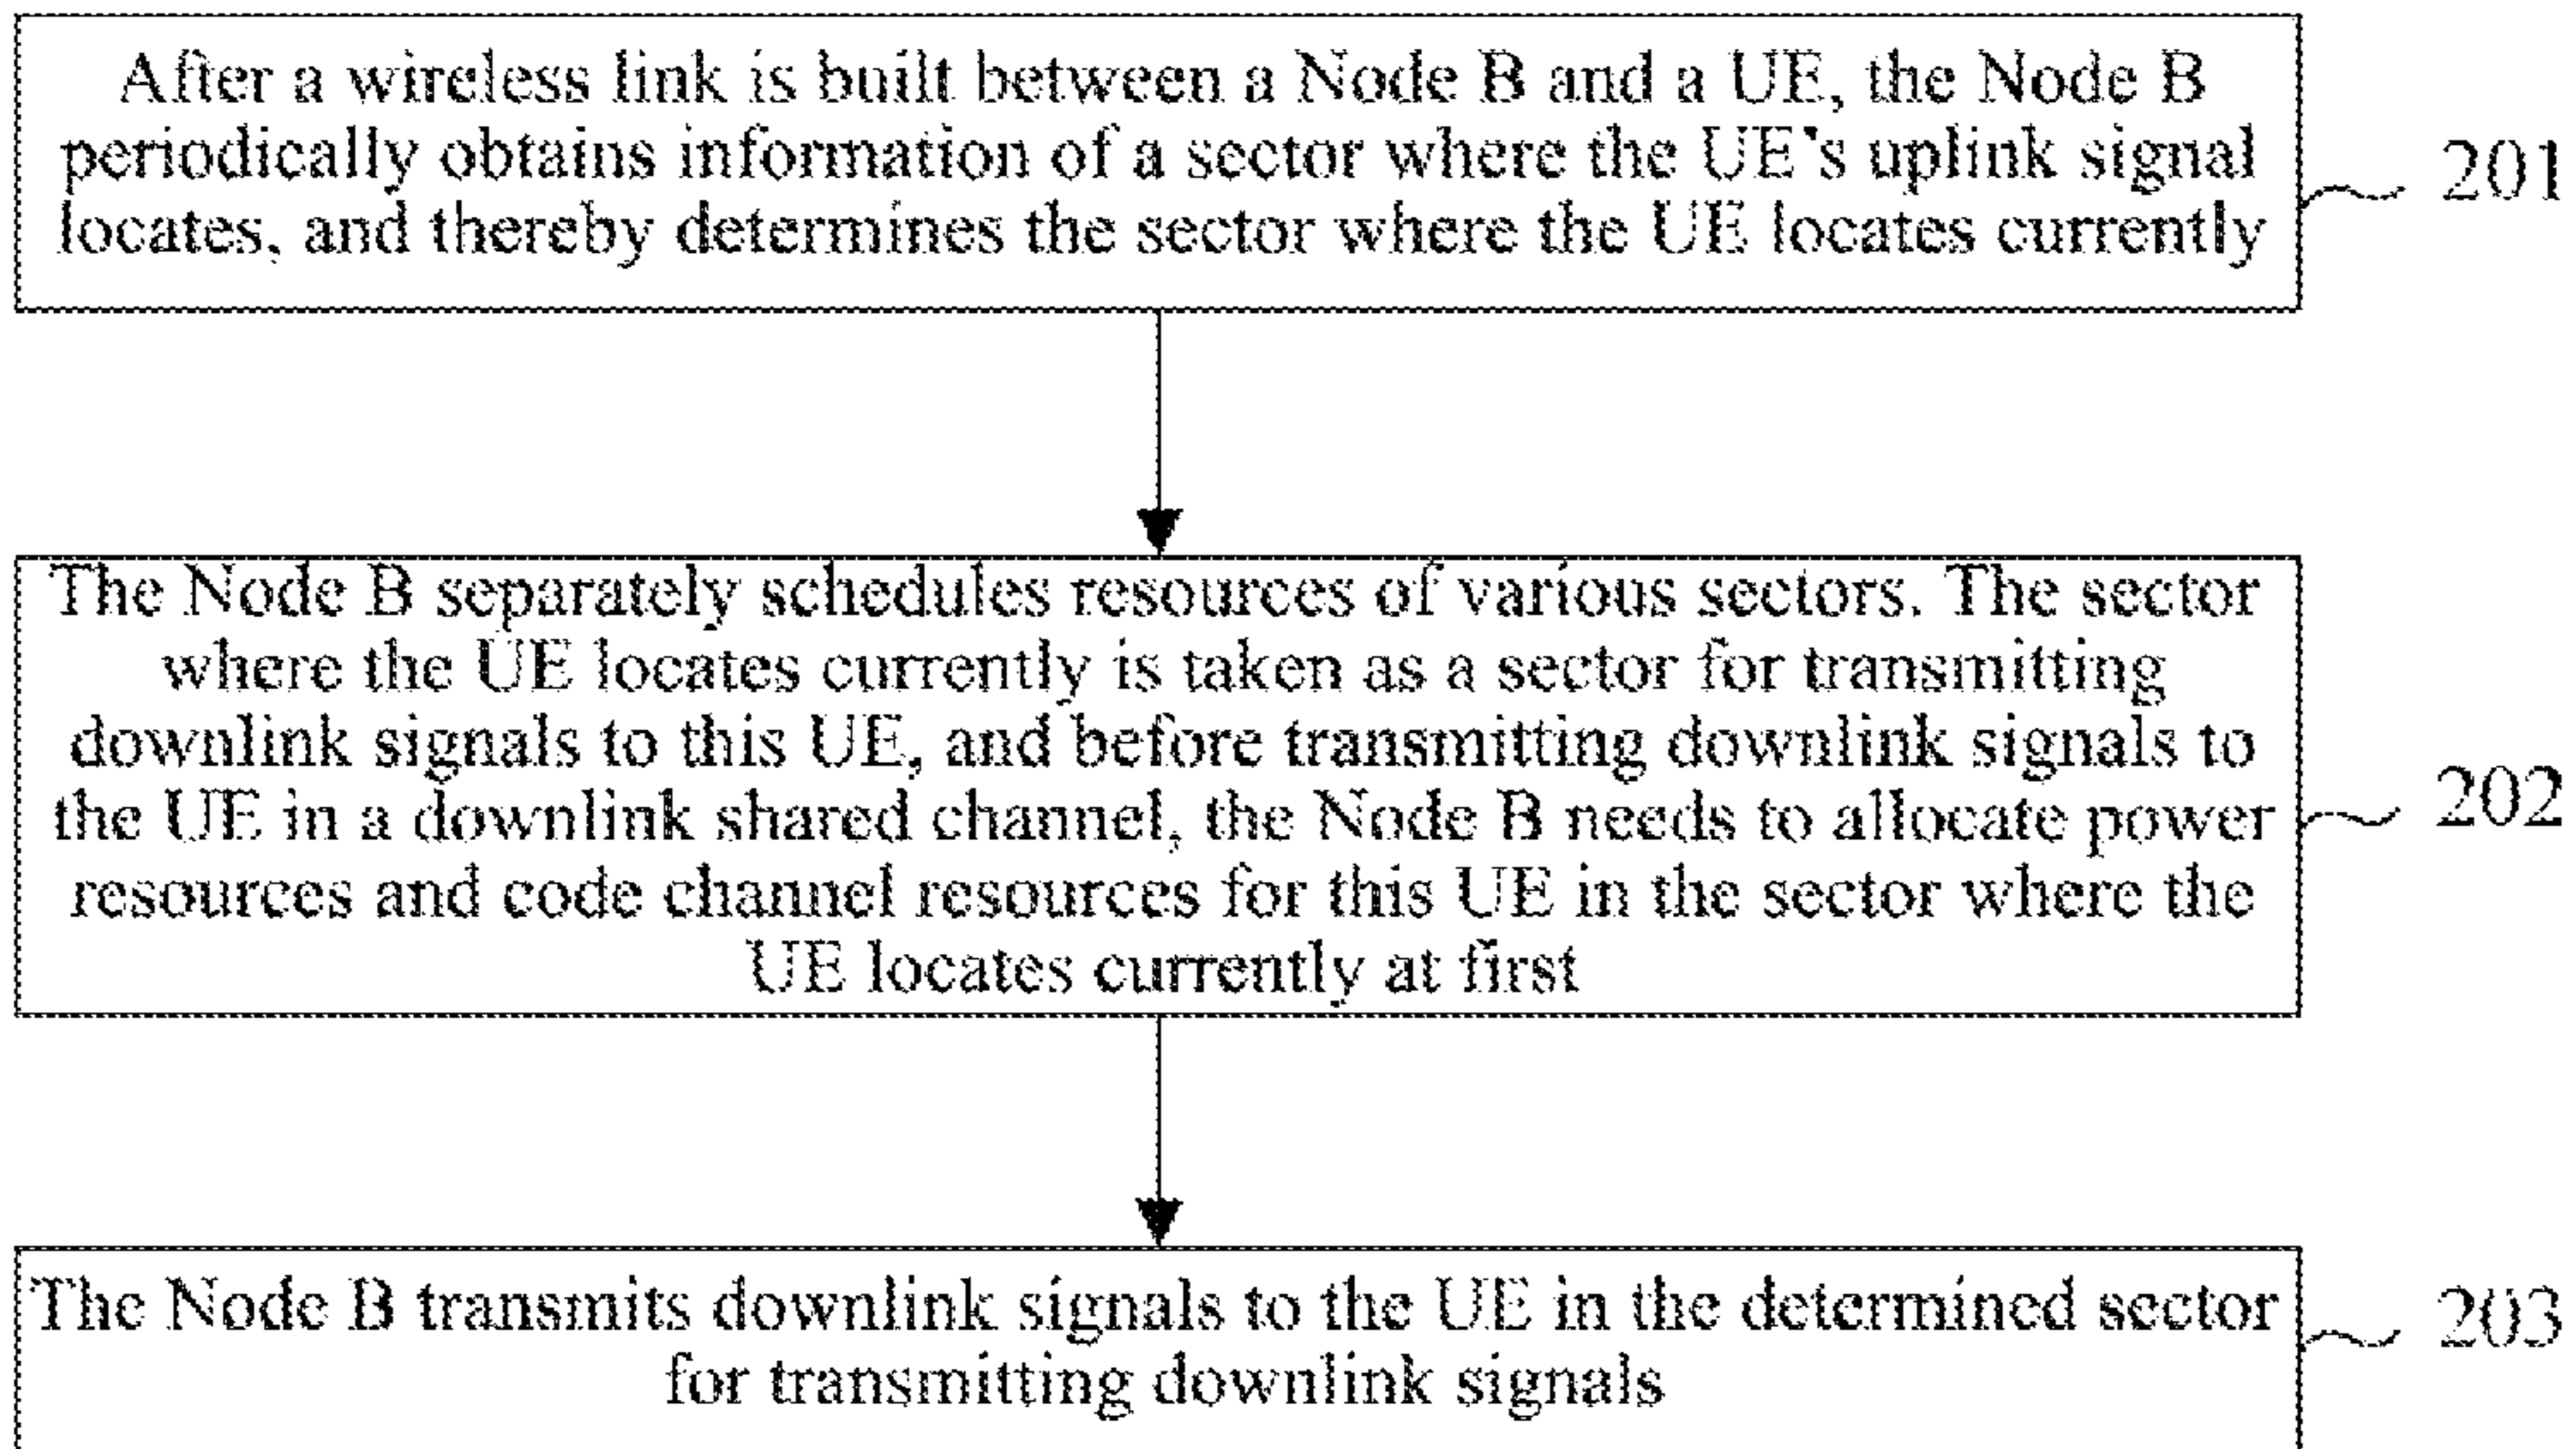 After a wireless link is built between a Node B and a UE, the Node B
periodically obtains information of a sector where the UE's uplink signal
locates, and thereby determines the sector where the UE locates currently
201
The Node B separately schedules resources of various sectors. The sector
where the UE locates currently is taken as a sector for transmitting
downlink signals to this UE, and before transmitting downlink signals to
the UE in a downlink shared channel, the Node B needs to allocate power
resources and code channel resources for this UE in the sector where the
UE locates currently at first
202
The Node B transmits downlink signals to the UE in the determined sector
for transmitting downlink signals
203